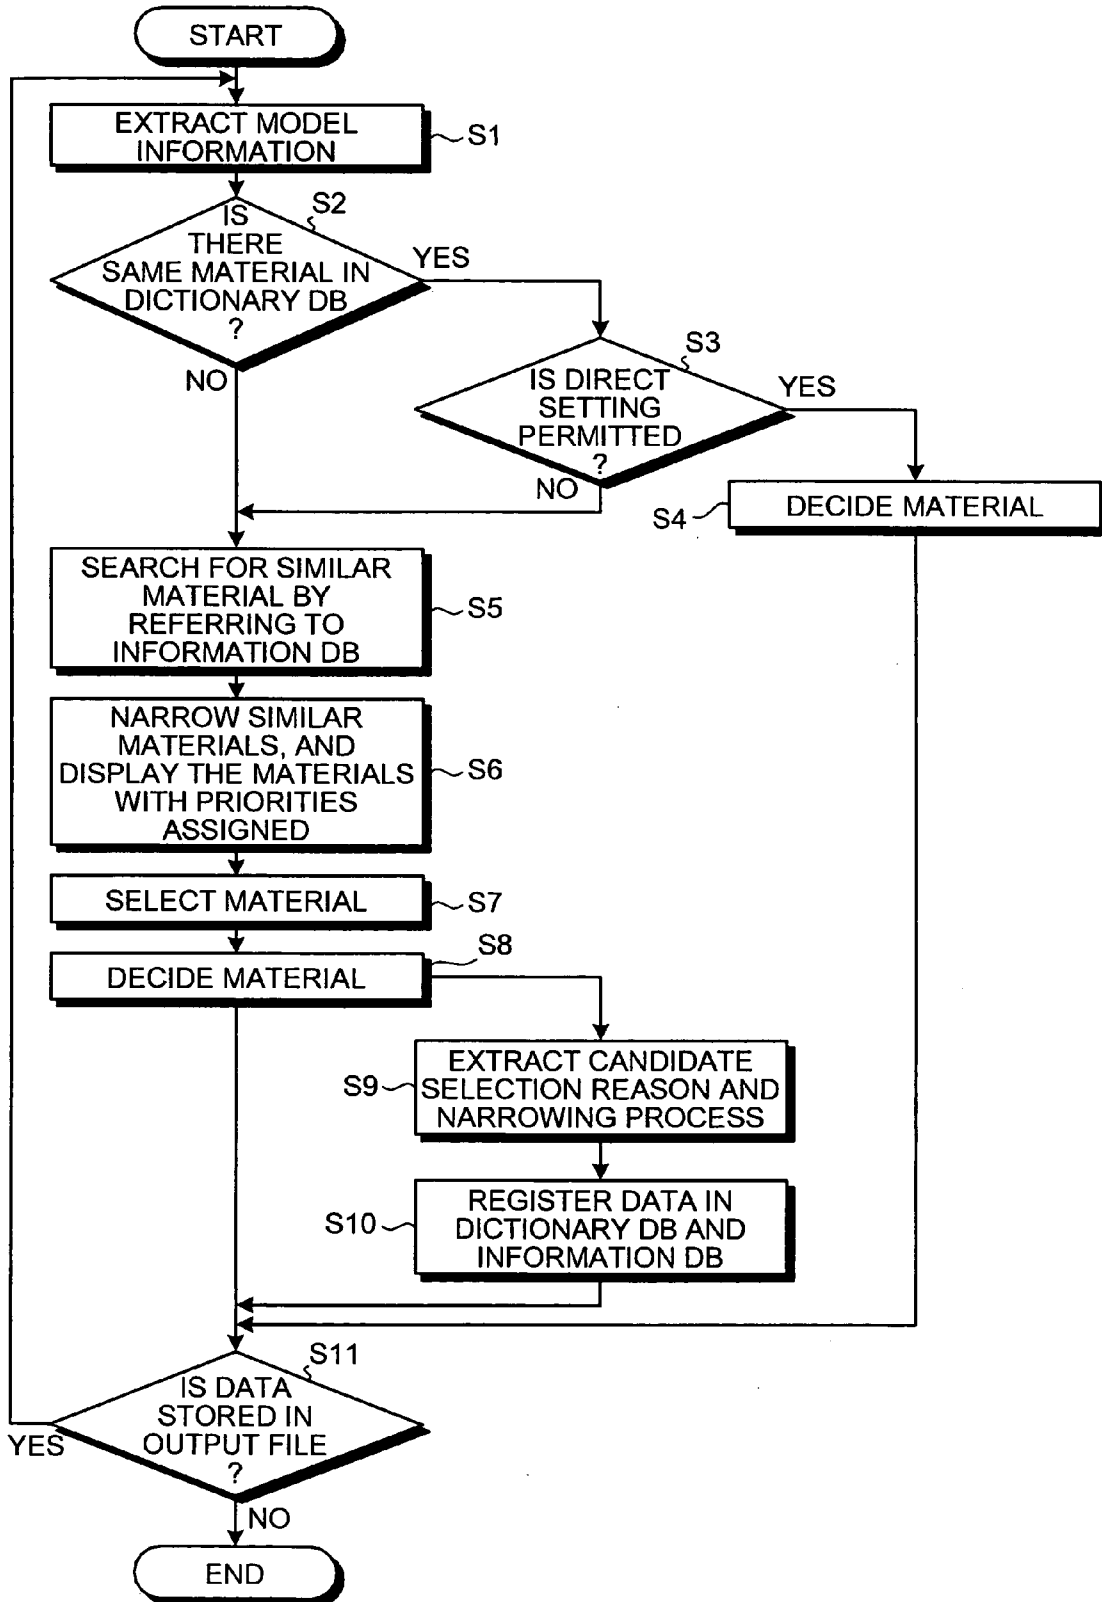 START
EXTRACT MODEL
INFORMATION
S1
S2
IS
THERE
SAME MATERIAL IN
DICTIONARY DB
?
YES
NO
S3
IS DIRECT
SETTING
PERMITTED
?
YES
NO
S4
DECIDE MATERIAL
SEARCH FOR SIMILAR
MATERIAL BY
REFERRING TO
INFORMATION DB
S5
NARROW SIMILAR
MATERIALS, AND
DISPLAY THE MATERIALS
WITH PRIORITIES
ASSIGNED
S6
SELECT MATERIAL
S7
S8
DECIDE MATERIAL
S9
EXTRACT CANDIDATE
SELECTION REASON AND
NARROWING PROCESS
S10
REGISTER DATA IN
DICTIONARY DB AND
INFORMATION DB
S11
IS DATA
STORED IN
OUTPUT FILE
?
YES
NO
END